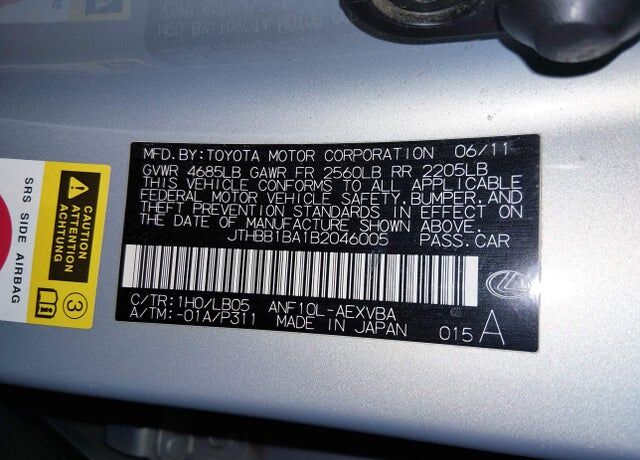 MFD.BY:TOYOTA MOTOR CORPORATION 06/11
GVWR 4685LB GAWR FR 2560LB RR 2205LB
THIS VEHICLE CONFORMS TO ALL APPLICABLE
FEDERAL MOTOR VEHICLE SAFETY,BUMPER,AND
THEFT PREVENTION STANDARDS IN EFFECT ON
THE DATE OF MANUFACTURE SHOWN ABOVE.
JTHBB1BA1B2046005 PASS.CAR
C/TR:1H0/LB05 ANF10L-AEXVBA
A/TM:-01A/P311 MADE IN JAPAN 015 A
SRS SIDE AIRBAG
CAUTION
ATTENTION
ACHTUNG
3